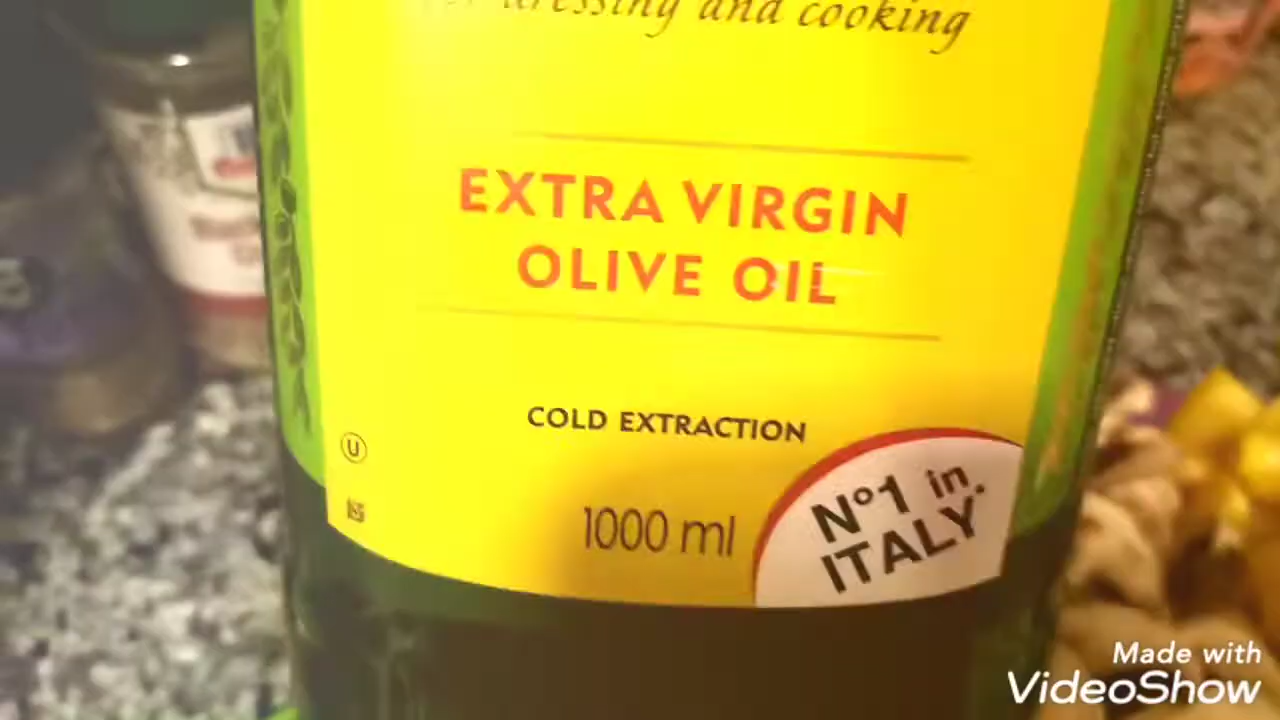 dressing and cooking
EXTRA VIRGIN
OLIVE OIL
COLD EXTRACTION
U
1000 ml
N°1 in
ITALY
Made with
VideoShow